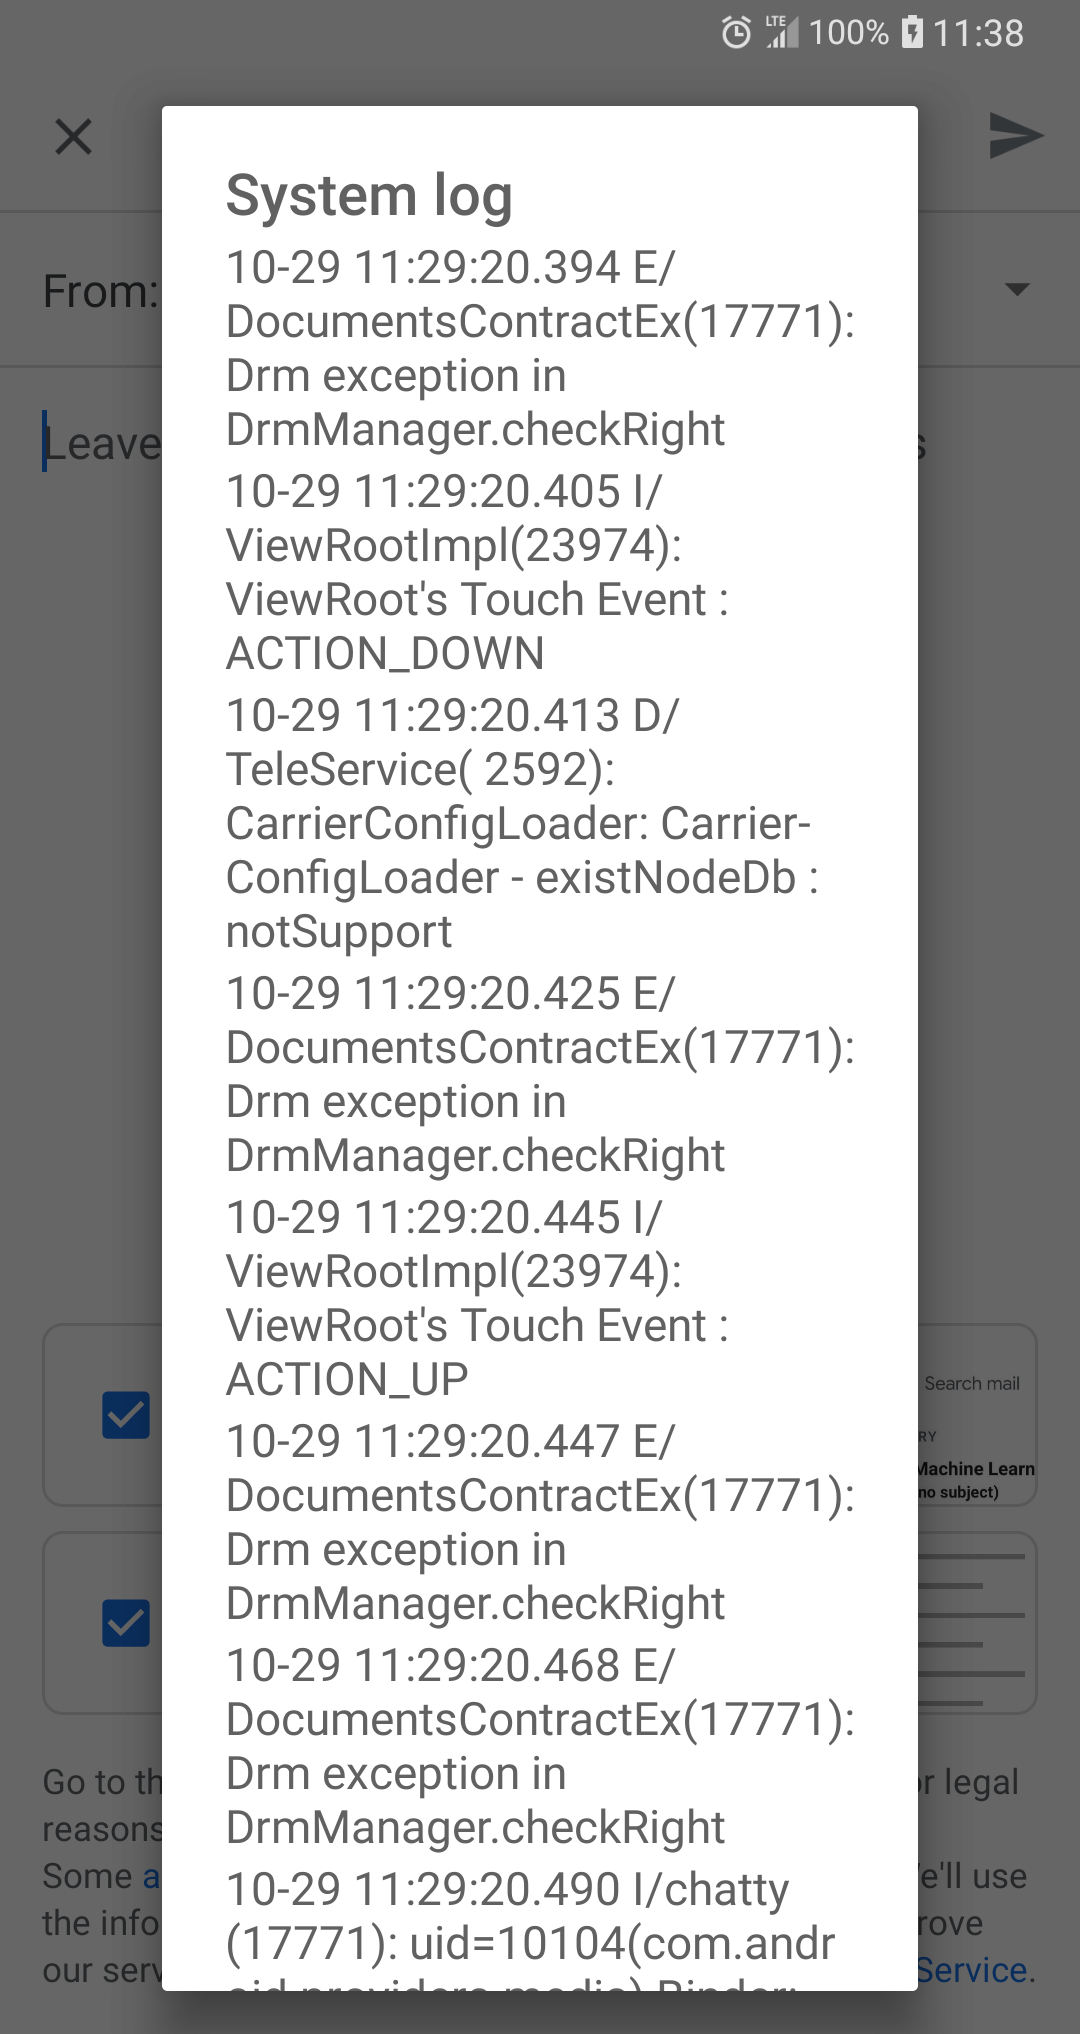 LTE 100% 11:38
System log
10-29 11:29:20.394 E/
DocumentsContractEx(17771):
Drm exception in
DrmManager.checkRight
10-29 11:29:20.405 I/
ViewRootImpl(23974):
ViewRoot's Touch Event :
ACTION_DOWN
10-29 11:29:20.413 D/
TeleService( 2592):
CarrierConfigLoader: Carrier-
ConfigLoader - existNodeDb :
notSupport
10-29 11:29:20.425 E/
DocumentsContractEx(17771):
Drm exception in
DrmManager.checkRight
10-29 11:29:20.445 I/
ViewRootImpl(23974):
ViewRoot's Touch Event :
ACTION_UP
10-29 11:29:20.447 E/
DocumentsContractEx(17771):
Drm exception in
DrmManager.checkRight
10-29 11:29:20.468 E/
DocumentsContractEx(17771):
Drm exception in
DrmManager.checkRight
10-29 11:29:20.490 I/chatty
(17771): uid=10104(com.andr
From:
Leave
Search mail
RY
Machine Learn
no subject)
Go to th
r legal
reasons
Some a
e'll use
the info
rove
our serv
Service.